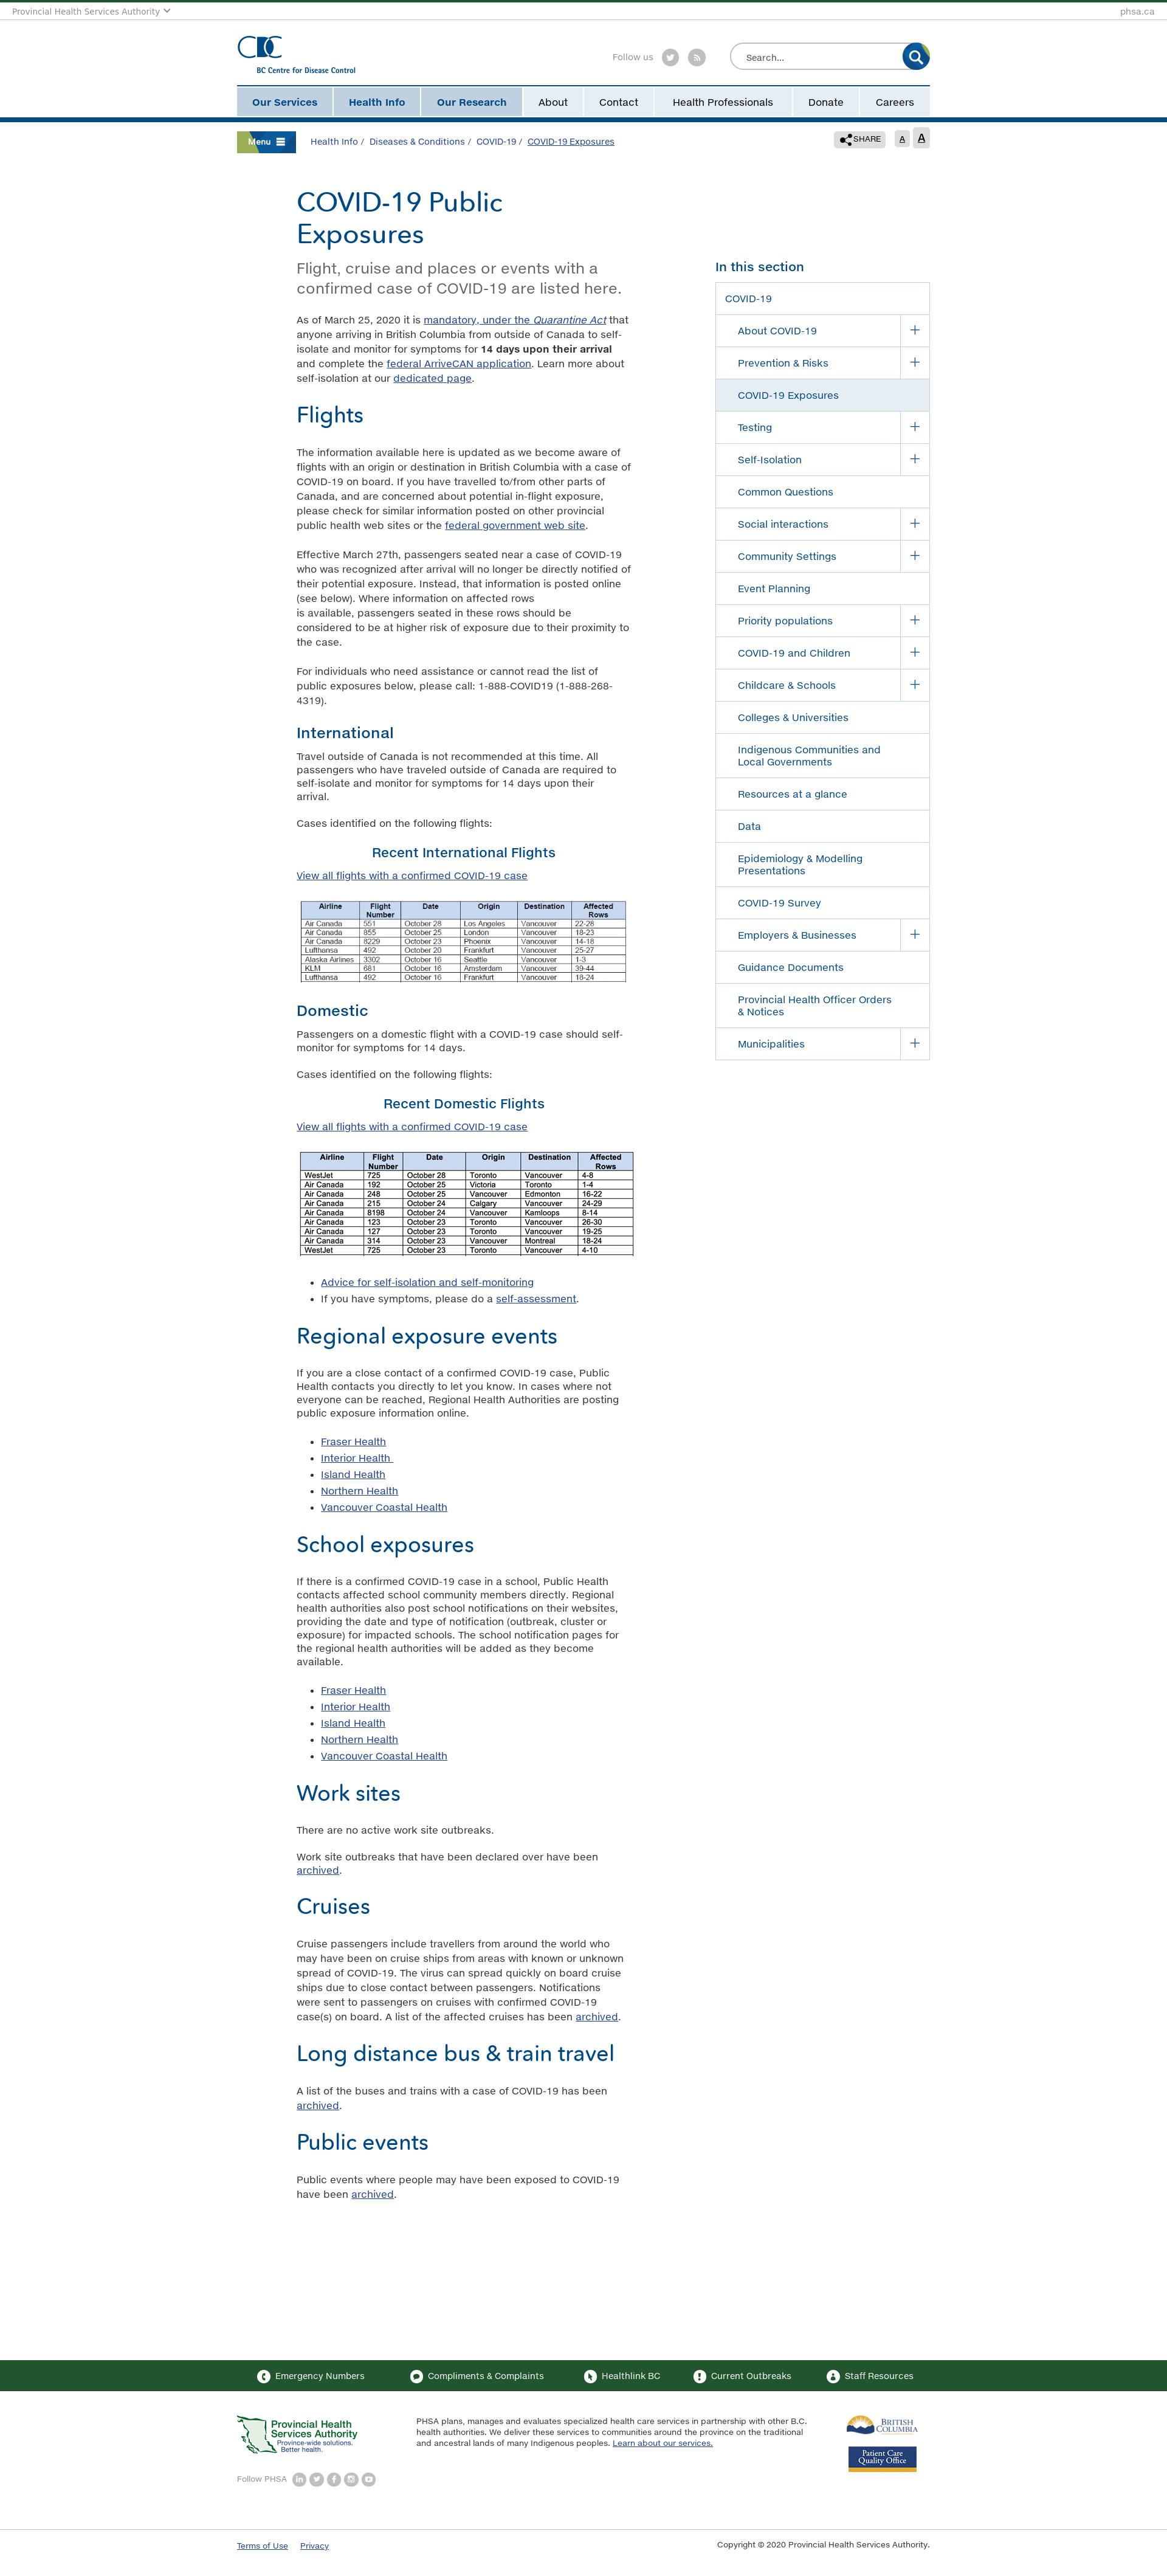 Provincial Health Services Authority
phsa.ca
CDC
BC Centre for Disease Control
Follow us
Search...
Our Services Health Info Our Research About Contact Health Professionals Donate Careers
Menu
Health Info / Diseases & Conditions / COVID-19 / COVID-19 Exposures
SHARE A A
COVID-19 Public
Exposures
Flight, cruise and places or events with a
confirmed case of COVID-19 are listed here.
As of March 25, 2020 it is mandatory, under the Quarantine Act that
anyone arriving in British Columbia from outside of Canada to self-
isolate and monitor for symptoms for 14 days upon their arrival
and complete the federal ArriveCAN application. Learn more about
self-isolation at our dedicated page.
Flights
The information available here is updated as we become aware of
flights with an origin or destination in British Columbia with a case of
COVID-19 on board. If you have travelled to/from other parts of
Canada, and are concerned about potential in-flight exposure,
please check for similar information posted on other provincial
public health web sites or the federal government web site.
Effective March 27th, passengers seated near a case of COVID-19
who was recognized after arrival will no longer be directly notified of
their potential exposure. Instead, that information is posted online
(see below). Where information on affected rows
is available, passengers seated in these rows should be
considered to be at higher risk of exposure due to their proximity to
the case.
For individuals who need assistance or cannot read the list of
public exposures below, please call: 1-888-COVID19 (1-888-268-
4319).
International
Travel outside of Canada is not recommended at this time. All
passengers who have traveled outside of Canada are required to
self-isolate and monitor for symptoms for 14 days upon their
arrival.
Cases identified on the following flights:
Recent International Flights
View all flights with a confirmed COVID-19 case
Airline Flight Number Date Origin Destination Affected Rows
Air Canada 551 October 28 Los Angeles Vancouver 22-28
Air Canada 855 October 25 London Vancouver 18-23
Air Canada 8229 October 23 Phoenix Vancouver 14-18
Lufthansa 492 October 20 Frankfurt Vancouver 25-27
Alaska Airlines 3302 October 16 Seattle Vancouver 1-3
KLM 681 October 16 Amsterdam Vancouver 39-44
Lufthansa 492 October 16 Frankfurt Vancouver 18-24
Domestic
Passengers on a domestic flight with a COVID-19 case should self-
monitor for symptoms for 14 days.
Cases identified on the following flights:
Recent Domestic Flights
View all flights with a confirmed COVID-19 case
Airline Flight Number Date Origin Destination Affected Rows
WestJet 725 October 28 Toronto Vancouver 4-8
Air Canada 192 October 25 Victoria Toronto 1-4
Air Canada 248 October 25 Vancouver Edmonton 16-22
Air Canada 215 October 24 Calgary Vancouver 24-29
Air Canada 8198 October 24 Vancouver Kamloops 8-14
Air Canada 123 October 23 Toronto Vancouver 26-30
Air Canada 127 October 23 Toronto Vancouver 19-25
Air Canada 314 October 23 Vancouver Montreal 18-24
WestJet 725 October 23 Toronto Vancouver 4-10
Advice for self-isolation and self-monitoring
If you have symptoms, please do a self-assessment.
Regional exposure events
If you are a close contact of a confirmed COVID-19 case, Public
Health contacts you directly to let you know. In cases where not
everyone can be reached, Regional Health Authorities are posting
public exposure information online.
Fraser Health
Interior Health
Island Health
Northern Health
Vancouver Coastal Health
School exposures
If there is a confirmed COVID-19 case in a school, Public Health
contacts affected school community members directly. Regional
health authorities also post school notifications on their websites,
providing the date and type of notification (outbreak, cluster or
exposure) for impacted schools. The school notification pages for
the regional health authorities will be added as they become
available.
Fraser Health
Interior Health
Island Health
Northern Health
Vancouver Coastal Health
Work sites
There are no active work site outbreaks.
Work site outbreaks that have been declared over have been
archived.
Cruises
Cruise passengers include travellers from around the world who
may have been on cruise ships from areas with known or unknown
spread of COVID-19. The virus can spread quickly on board cruise
ships due to close contact between passengers. Notifications
were sent to passengers on cruises with confirmed COVID-19
case(s) on board. A list of the affected cruises has been archived.
Long distance bus & train travel
A list of the buses and trains with a case of COVID-19 has been
archived.
Public events
Public events where people may have been exposed to COVID-19
have been archived.
In this section
COVID-19
About COVID-19
Prevention & Risks
COVID-19 Exposures
Testing
Self-Isolation
Common Questions
Social interactions
Community Settings
Event Planning
Priority populations
COVID-19 and Children
Childcare & Schools
Colleges & Universities
Indigenous Communities and
Local Governments
Resources at a glance
Data
Epidemiology & Modelling
Presentations
COVID-19 Survey
Employers & Businesses
Guidance Documents
Provincial Health Officer Orders
& Notices
Municipalities
Emergency Numbers Compliments & Complaints Healthlink BC Current Outbreaks Staff Resources
Provincial Health
Services Authority
Province-wide solutions.
Better health.
Follow PHSA
PHSA plans, manages and evaluates specialized health care services in partnership with other B.C.
health authorities. We deliver these services to communities around the province on the traditional
and ancestral lands of many Indigenous peoples. Learn about our services.
BRITISH
COLUMBIA
Patient Care
Quality Office
Terms of Use Privacy
Copyright © 2020 Provincial Health Services Authority.